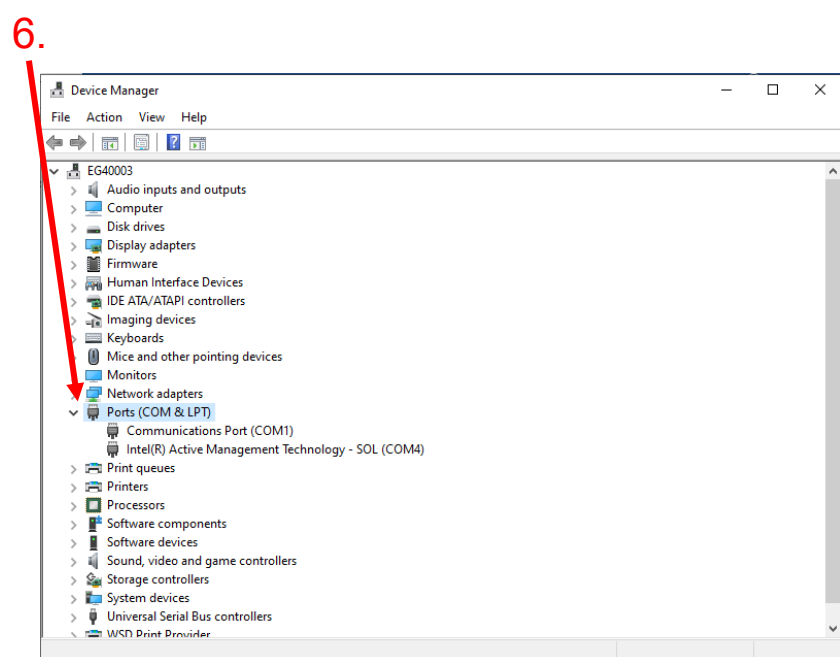 6.
Device Manager
File Action View Help
EG40003
Audio inputs and outputs
Computer
Disk drives
Display adapters
Firmware
Human Interface Devices
IDE ATA/ATAPI controllers
Imaging devices
Keyboards
Mice and other pointing devices
Monitors
Network adapters
Ports (COM & LPT)
Communications Port (COM1)
Intel(R) Active Management Technology - SOL (COM4)
Print queues
Printers
Processors
Software components
Software devices
Sound, video and game controllers
Storage controllers
System devices
Universal Serial Bus controllers
WSD Print Provider